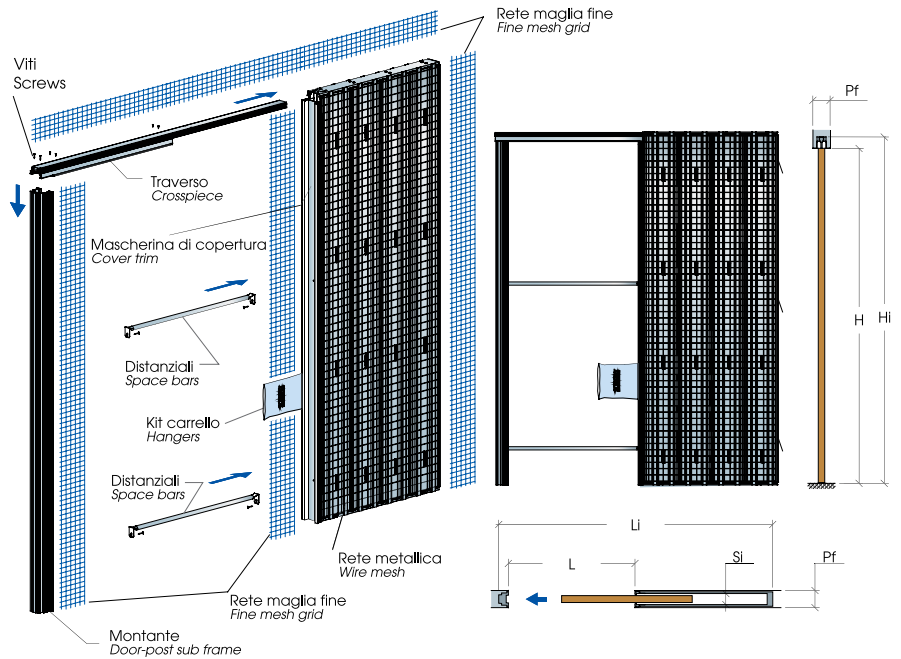 Rete maglia fine
Fine mesh grid
Viti
Screws
Traverso
Crosspiece
Mascherina di copertura
Cover trim
Distanziali
Space bars
Kit carrello
Hangers
Distanziali
Space bars
Rete metallica
Wire mesh
Rete maglia fine
Fine mesh grid
Montante
Door-post sub frame
Pf
H
Hi
Li
L
Si
Pf